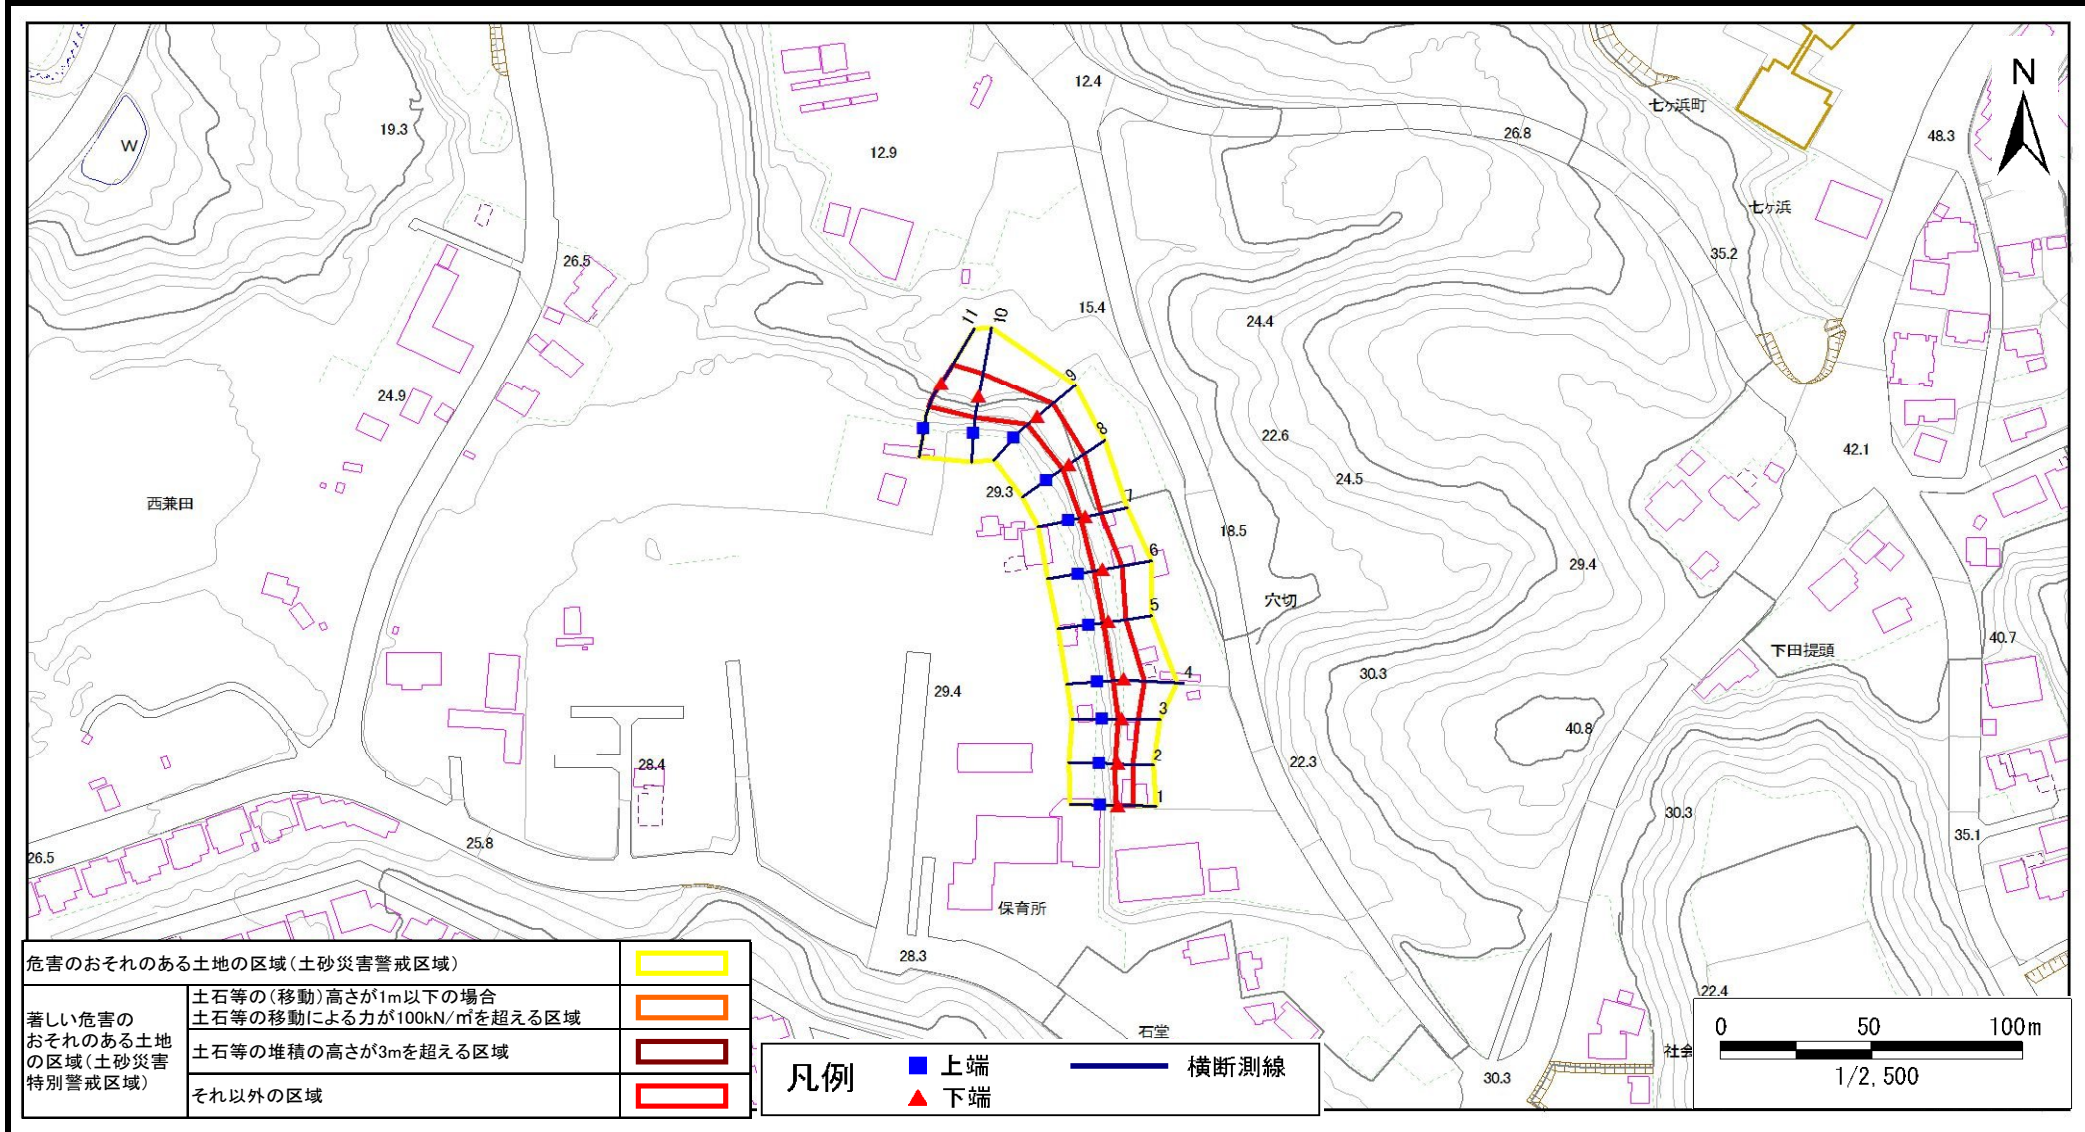 N
12.4
48.3
七ヶ浜町
26.8
19.3
W
12.9
七ヶ浜
35.2
26.5
15.4
11
10
24.4
9
24.9
8
22.6
42.1
24.5
29.3
7
西兼田
18.5
6
29.4
穴切
5
40.7
下田提頭
4
30.3
29.4
3
40.8
2
22.3
28.4
1
30.3
35.1
25.8
26.5
保育所
28.3
22.4
石堂
社会
30.3
危害のおそれのある土地の区域(土砂災害警戒区域)
著しい危害の
おそれのある土地
の区域(土砂災害
特別警戒区域)
土石等の(移動)高さが1m以下の場合
土石等の移動による力が100kN/㎡を超える区域
土石等の堆積の高さが3mを超える区域
それ以外の区域
凡例
上端
下端
横断測線
0 50 100m
1/2,500